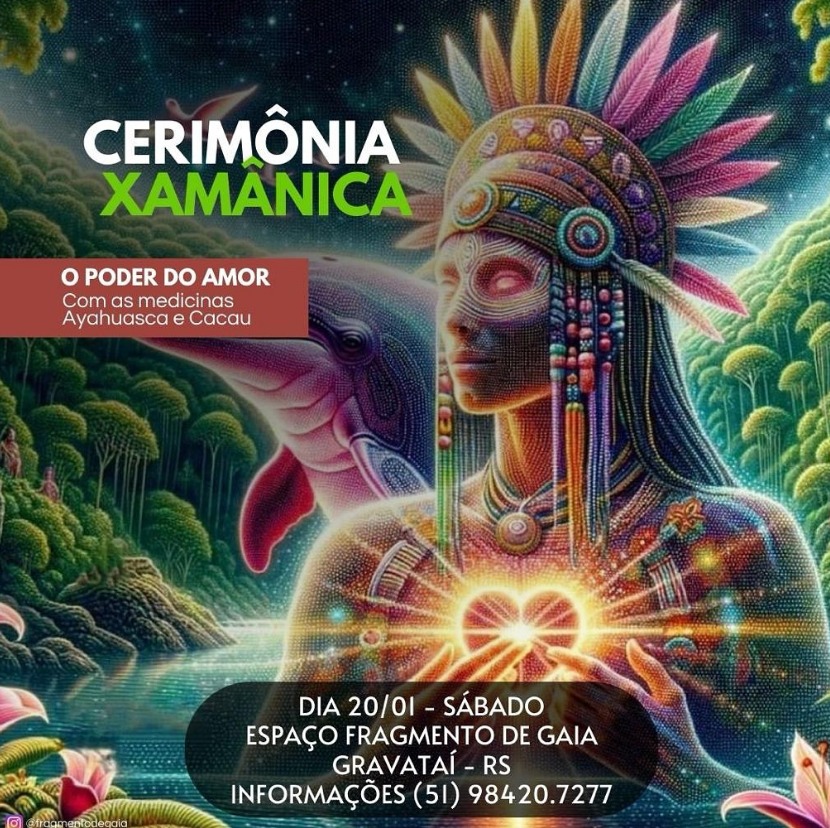 CERIMÔNIA
XAMÂNICA
O PODER DO AMOR
Com as medicinas
Ayahuasca e Cacau
DIA 20/01 - SÁBADO
ESPAÇO FRAGMENTO DE GAIA
GRAVATAÍ - RS
INFORMAÇÕES (51) 98420.7277
@fragmentodegaia